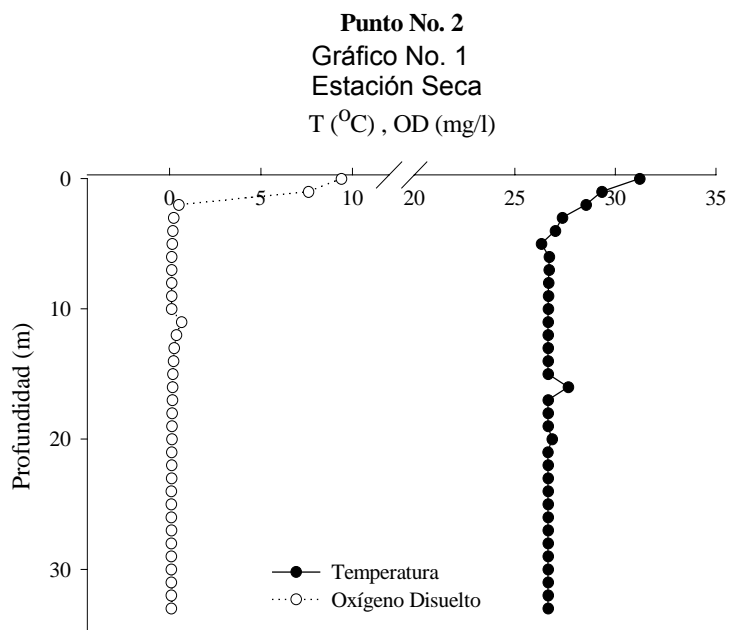 Punto No. 2
Gráfico No. 1
Estación Seca
T (ºC) , OD (mg/l)
0 5 10 20 25 30 35
0
10
20
30
Profundidad (m)
Temperatura
Oxígeno Disuelto